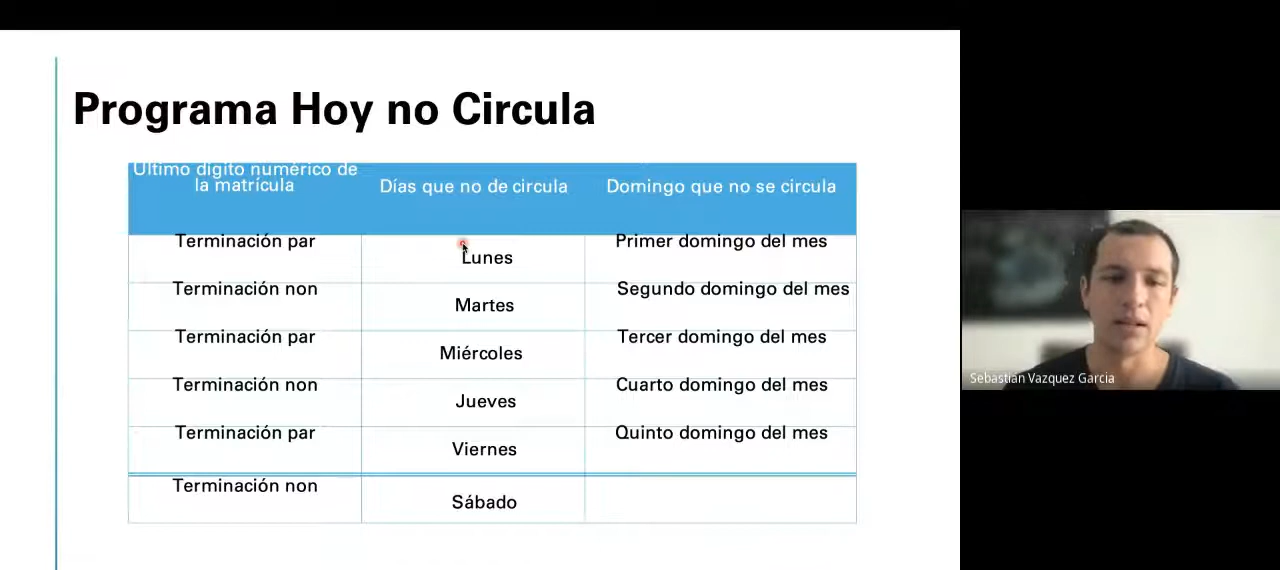 Programa Hoy no Circula
Ultimo digito numérico de
la matrícula
Días que no de circula
Domingo que no se circula
Terminación par
Lunes
Primer domingo del mes
Terminación non
Martes
Segundo domingo del mes
Terminación par
Miércoles
Tercer domingo del mes
Terminación non
Jueves
Cuarto domingo del mes
Terminación par
Viernes
Quinto domingo del mes
Terminación non
Sábado
Sebastián Vazquez Garcia